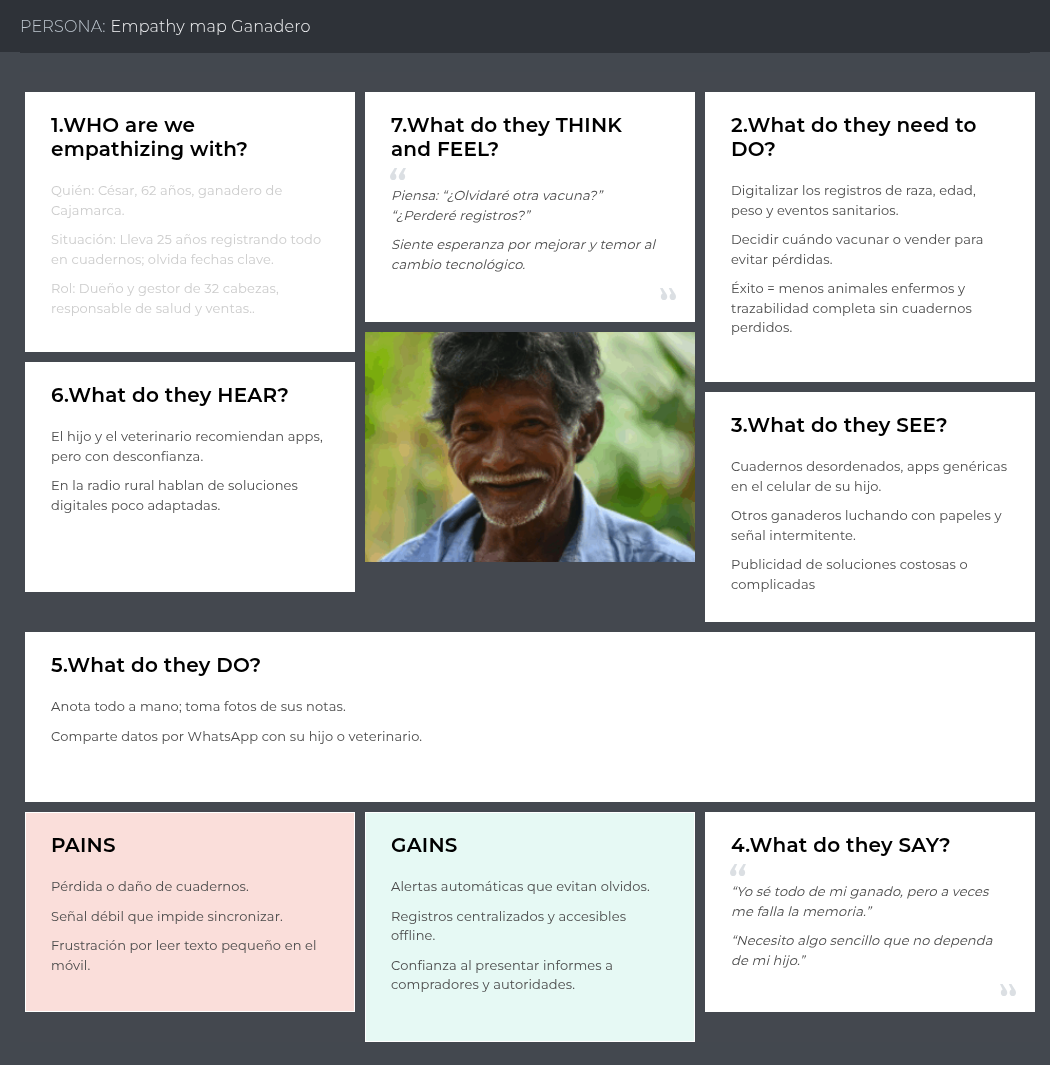 PERSONA: Empathy map Ganadero
1.WHO are we
empathizing with?
Quién: César, 62 años, ganadero de
Cajamarca.
Situación: Lleva 25 años registrando todo
en cuadernos; olvida fechas clave.
Rol: Dueño y gestor de 32 cabezas,
responsable de salud y ventas..
7.What do they THINK
and FEEL?
“
Piensa: “¿Olvidaré otra vacuna?”
“¿Perderé registros?”
Siente esperanza por mejorar y temor al
cambio tecnológico.
”
2.What do they need to
DO?
Digitalizar los registros de raza, edad,
peso y eventos sanitarios.
Decidir cuándo vacunar o vender para
evitar pérdidas.
Éxito = menos animales enfermos y
trazabilidad completa sin cuadernos
perdidos.
6.What do they HEAR?
El hijo y el veterinario recomiendan apps,
pero con desconfianza.
En la radio rural hablan de soluciones
digitales poco adaptadas.
3.What do they SEE?
Cuadernos desordenados, apps genéricas
en el celular de su hijo.
Otros ganaderos luchando con papeles y
señal intermitente.
Publicidad de soluciones costosas o
complicadas
5.What do they DO?
Anota todo a mano; toma fotos de sus notas.
Comparte datos por WhatsApp con su hijo o veterinario.
PAINS
Pérdida o daño de cuadernos.
Señal débil que impide sincronizar.
Frustración por leer texto pequeño en el
móvil.
GAINS
Alertas automáticas que evitan olvidos.
Registros centralizados y accesibles
offline.
Confianza al presentar informes a
compradores y autoridades.
4.What do they SAY?
“
“Yo sé todo de mi ganado, pero a veces
me falla la memoria.”
“Necesito algo sencillo que no dependa
de mi hijo.”
”